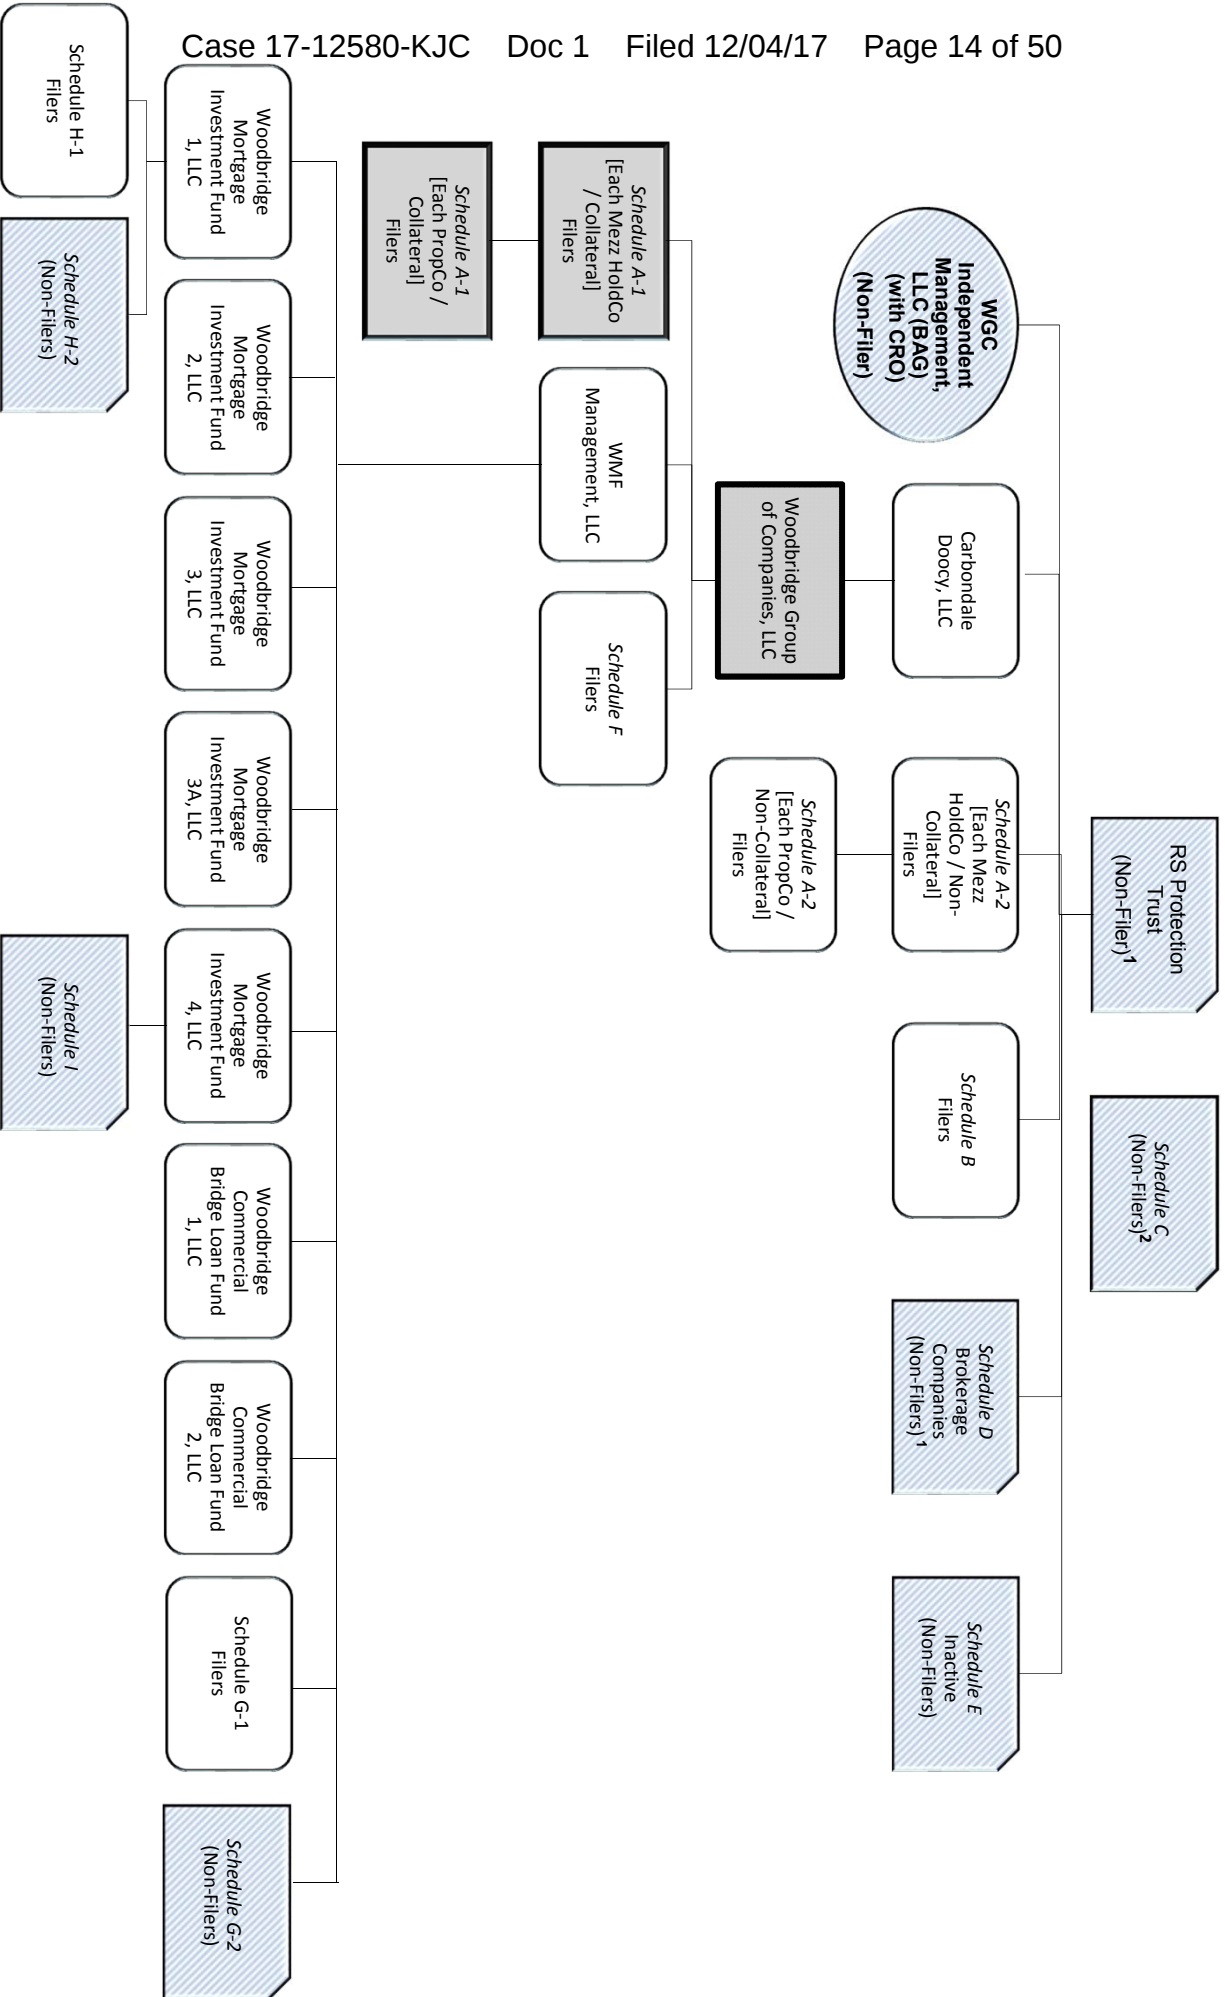 Case 17-12580-KJC Doc 1 Filed 12/04/17 Page 14 of 50
RS Protection
Trust
(Non-Filer)¹
Schedule C
(Non-Filers)²
WGC
Independent
Management,
LLC (BAG)
(with CRO)
(Non-Filer)
Carbondale
Doocy, LLC
Schedule A-2
[Each Mezz
HoldCo / Non-
Collateral]
Filers
Schedule B
Filers
Schedule D
Brokerage
Companies
(Non-Filers) ¹
Schedule E
Inactive
(Non-Filers)
Woodbridge Group
of Companies, LLC
Schedule A-2
[Each PropCo /
Non-Collateral]
Filers
Schedule A-1
[Each Mezz HoldCo
/ Collateral]
Filers
WMF
Management, LLC
Schedule F
Filers
Schedule A-1
[Each PropCo /
Collateral]
Filers
Woodbridge
Mortgage
Investment Fund
1, LLC
Woodbridge
Mortgage
Investment Fund
2, LLC
Woodbridge
Mortgage
Investment Fund
3, LLC
Woodbridge
Mortgage
Investment Fund
3A, LLC
Woodbridge
Mortgage
Investment Fund
4, LLC
Woodbridge
Commercial
Bridge Loan Fund
1, LLC
Woodbridge
Commercial
Bridge Loan Fund
2, LLC
Schedule G-1
Filers
Schedule G-2
(Non-Filers)
Schedule H-1
Filers
Schedule H-2
(Non-Filers)
Schedule I
(Non-Filers)